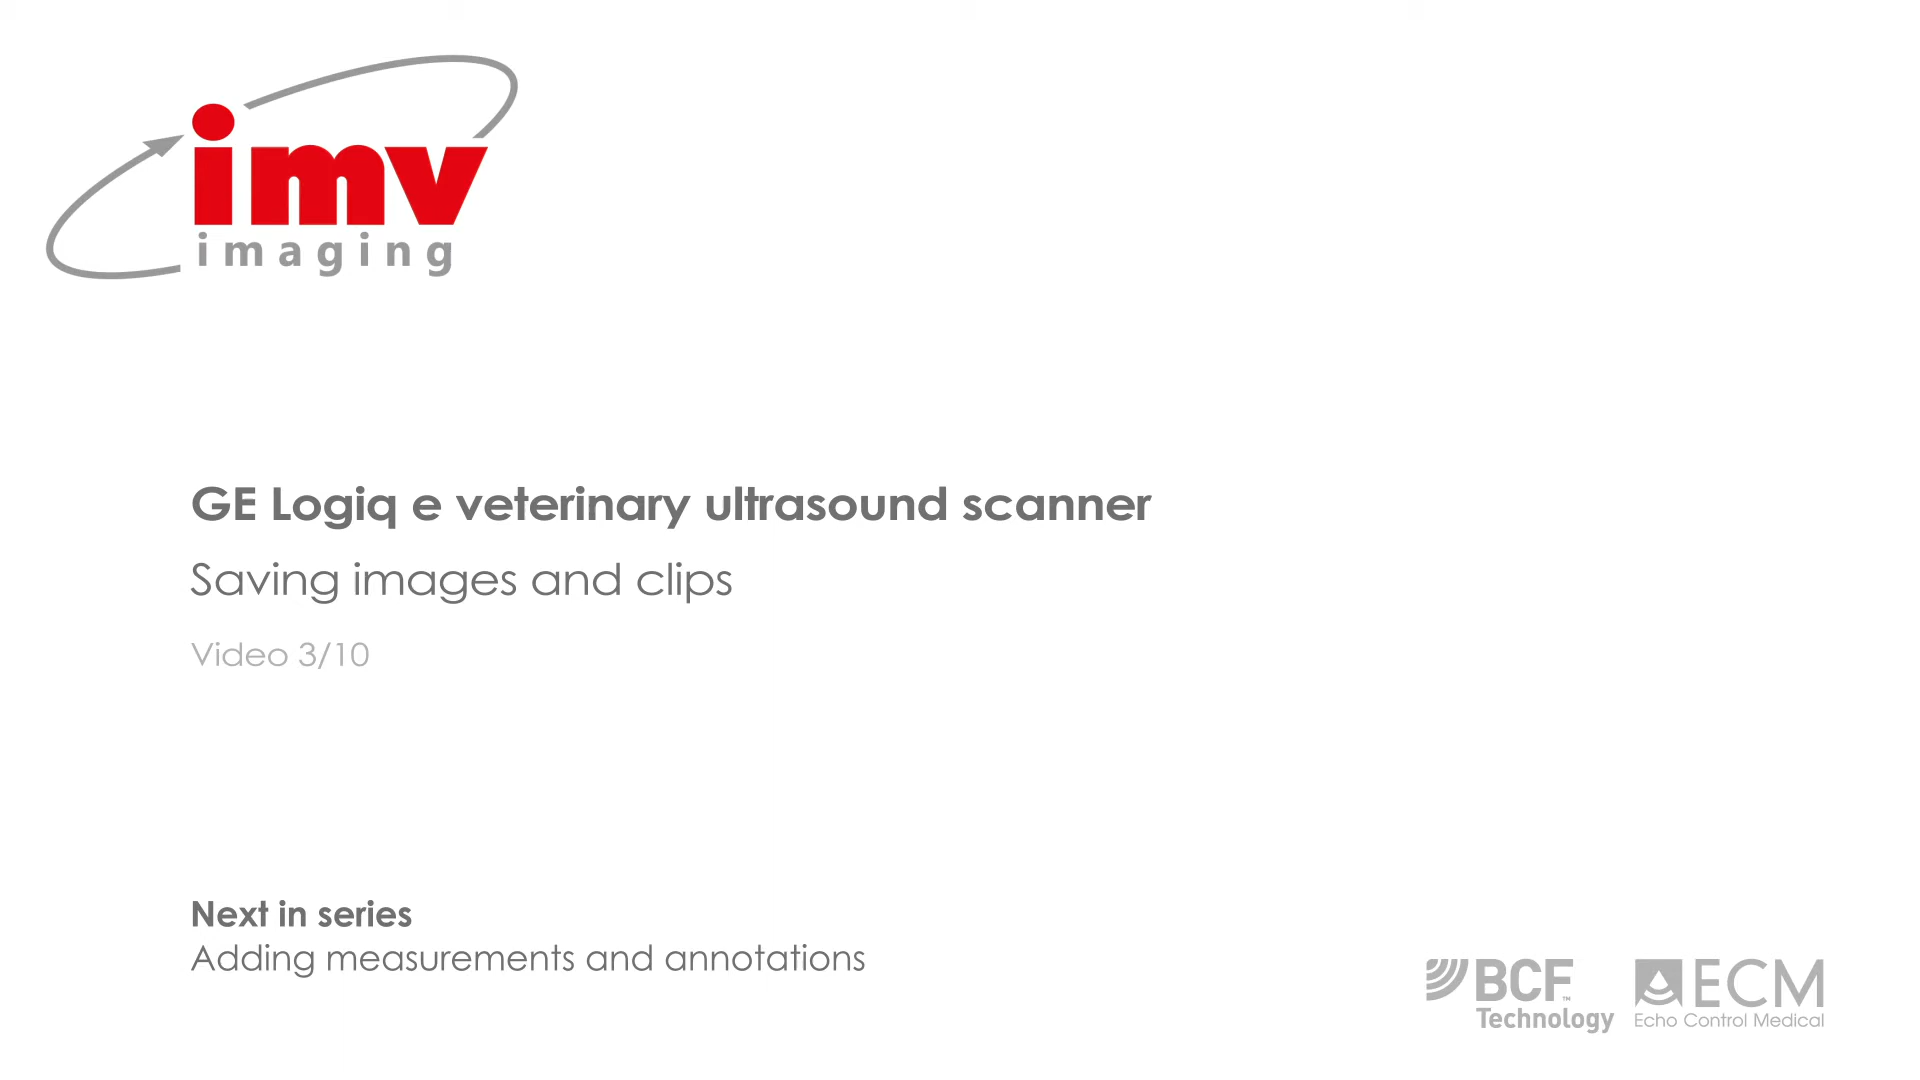 imv
imaging
GE Logiq e veterinary ultrasound scanner
Saving images and clips
Video 3/10
Next in series
Adding measurements and annotations
BCF™
Technology
ECM
Echo Control Medical